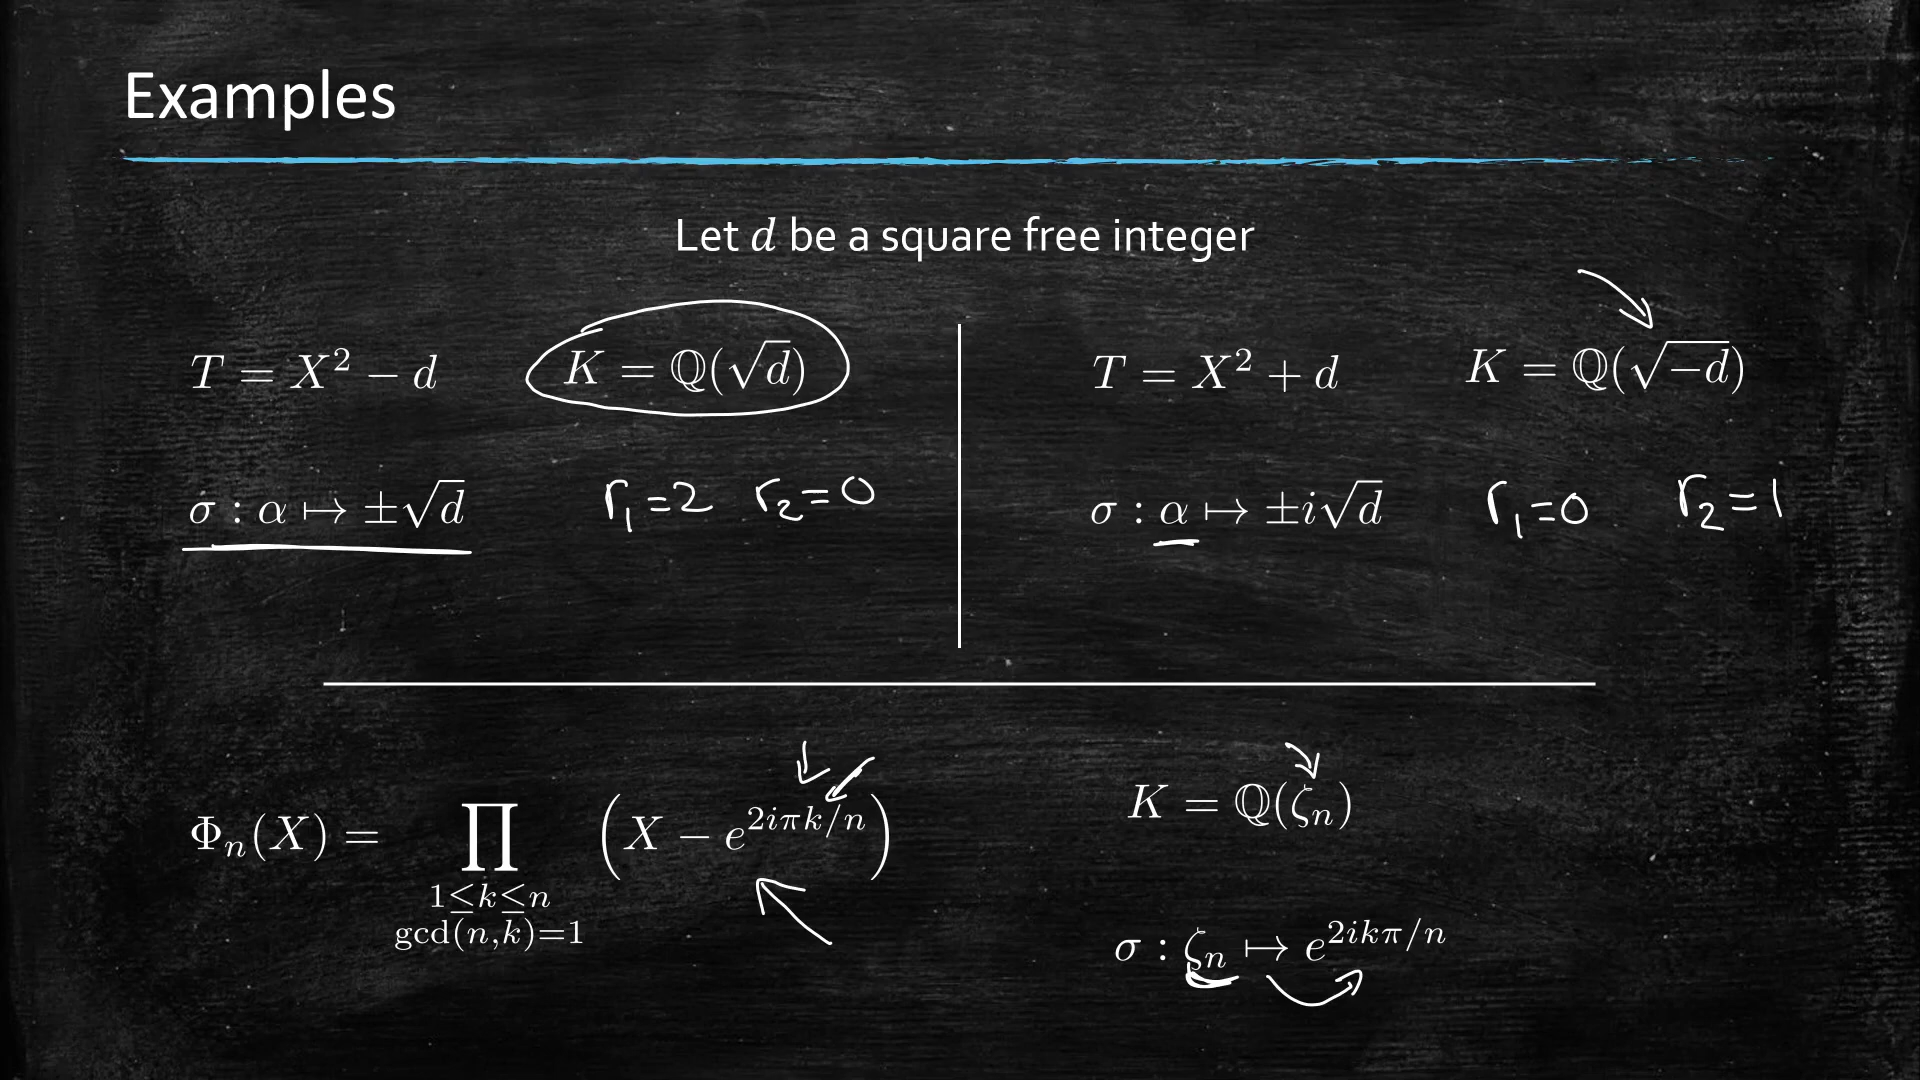 Examples
Let d be a square free integer
T = X² − d K = ℚ(√d)
σ : α ↦ ±√d r₁=2 r₂=0
T = X² + d K = ℚ(√−d)
σ : α ↦ ±i√d r₁=0 r₂=1
Φₙ(X) = ∏ (X − e^{2iπk/n})
1≤k≤n
gcd(n,k)=1
K = ℚ(ζₙ)
σ : ζₙ ↦ e^{2ikπ/n}